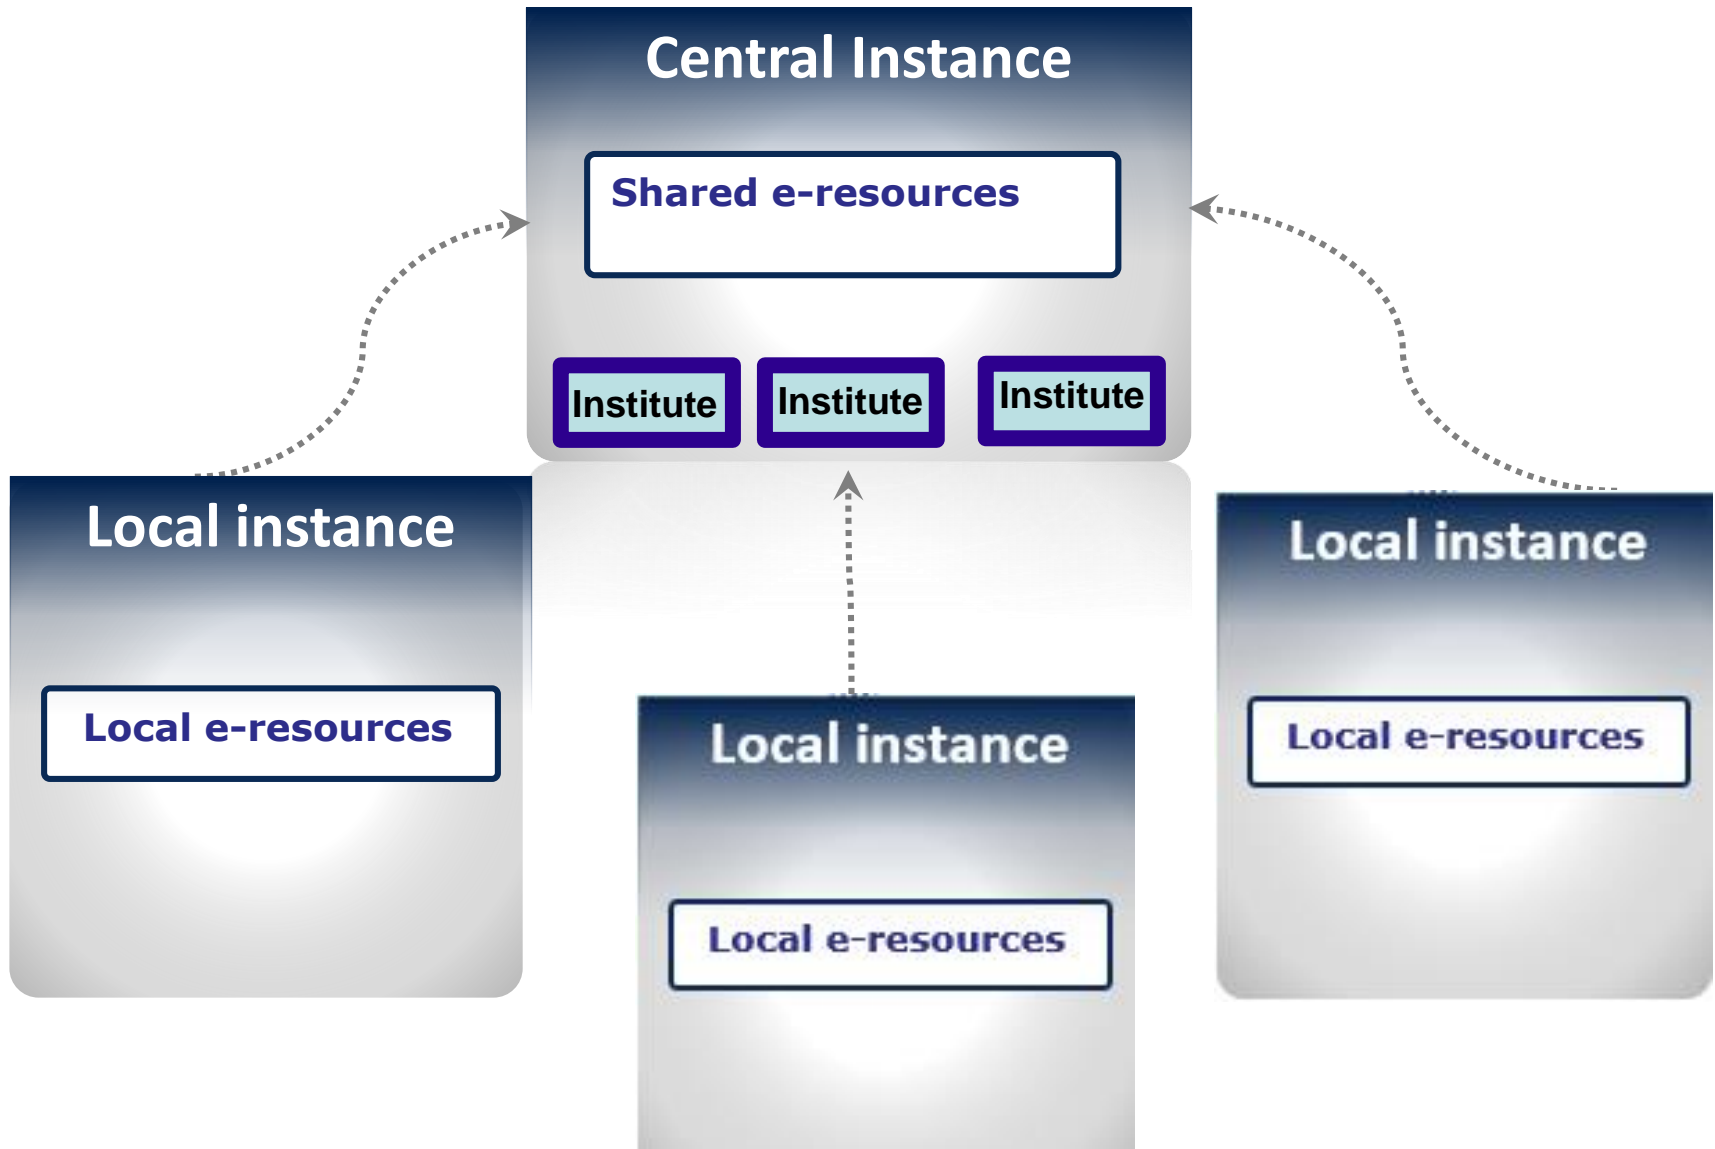 Central Instance
Shared e-resources
Institute
Institute
Institute
Local instance
Local e-resources
Local instance
Local e-resources
Local instance
Local e-resources